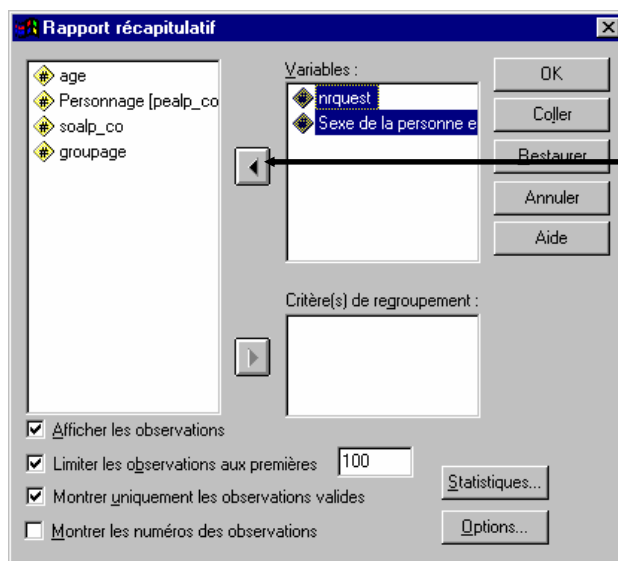 Rapport récapitulatif
age
Personnage [pealp_co
soalp_co
groupage
Variables :
nrquest
Sexe de la personne e
OK
Coller
Restaurer
Annuler
Aide
Critère(s) de regroupement :
Afficher les observations
Limiter les observations aux premières 100
Montrer uniquement les observations valides
Montrer les numéros des observations
Statistiques...
Options...